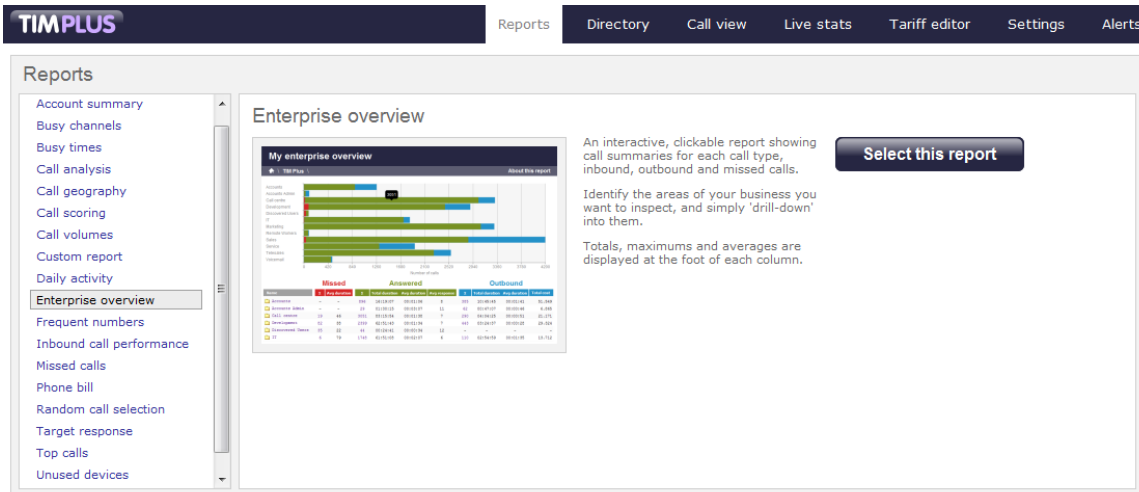 TIMPLUS
Reports Directory Call view Live stats Tariff editor Settings Alerts
Reports
Account summary
Busy channels
Busy times
Call analysis
Call geography
Call scoring
Call volumes
Custom report
Daily activity
Enterprise overview
Frequent numbers
Inbound call performance
Missed calls
Phone bill
Random call selection
Target response
Top calls
Unused devices
Enterprise overview
My enterprise overview
TIM Plus
About this report
Number of calls
Missed Answered Outbound
An interactive, clickable report showing
call summaries for each call type,
inbound, outbound and missed calls.
Identify the areas of your business you
want to inspect, and simply 'drill-down'
into them.
Totals, maximums and averages are
displayed at the foot of each column.
Select this report